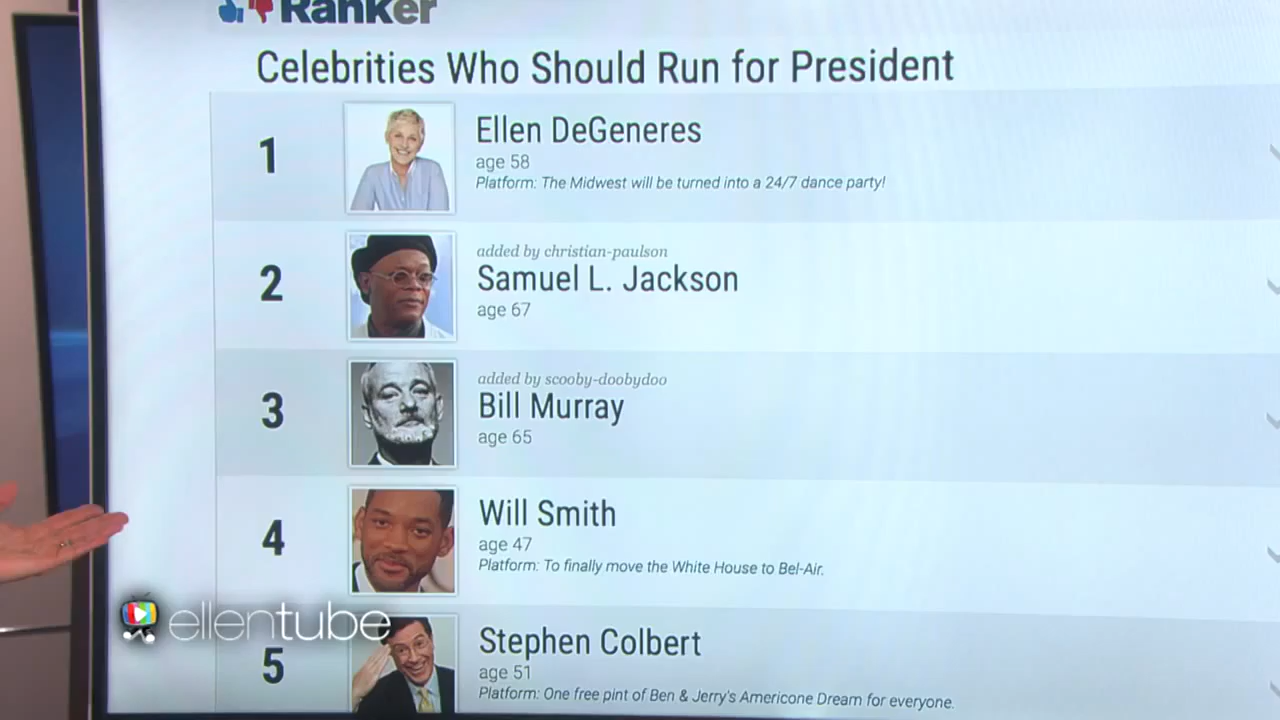 Ranker
Celebrities Who Should Run for President
1
Ellen DeGeneres
age 58
Platform: The Midwest will be turned into a 24/7 dance party!
2
added by christian-paulson
Samuel L. Jackson
age 67
3
added by scooby-doobydoo
Bill Murray
age 65
4
Will Smith
age 47
Platform: To finally move the White House to Bel-Air.
5
Stephen Colbert
age 51
Platform: One free pint of Ben & Jerry's Americone Dream for everyone.
ellentube